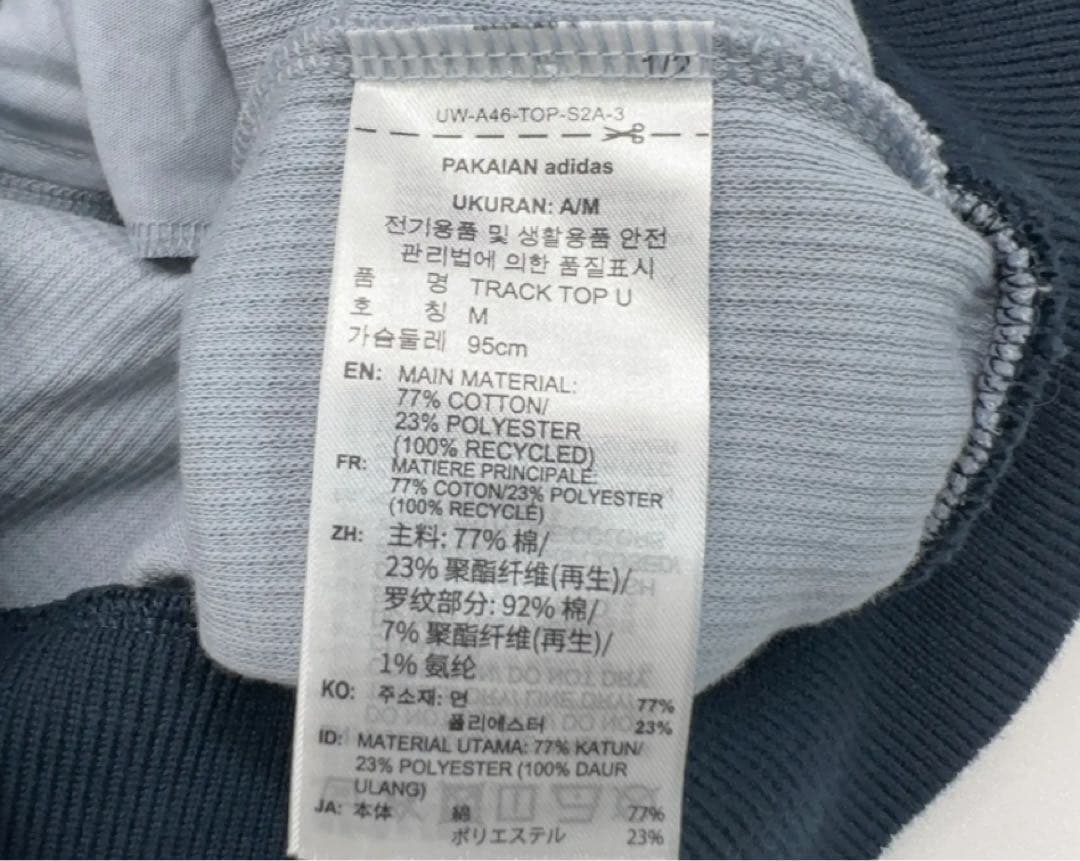 1/2
UW-A46-TOP-S2A-3
PAKAIAN adidas
UKURAN: A/M
전기용품 및 생활용품 안전
관리법에 의한 품질표시
품 명 TRACK TOP U
호 칭 M
가슴둘레 95cm
EN: MAIN MATERIAL:
77% COTTON/
23% POLYESTER
(100% RECYCLED)
FR: MATIERE PRINCIPALE:
77% COTON/23% POLYESTER
(100% RECYCLÉ)
ZH: 主料: 77% 棉/
23% 聚酯纤维(再生)/
罗纹部分: 92% 棉/
7% 聚酯纤维(再生)/
1% 氨纶
KO: 주소재: 면 77%
폴리에스터 23%
ID: MATERIAL UTAMA: 77% KATUN/
23% POLYESTER (100% DAUR
ULANG)
JA: 本体 綿 77%
ポリエステル 23%